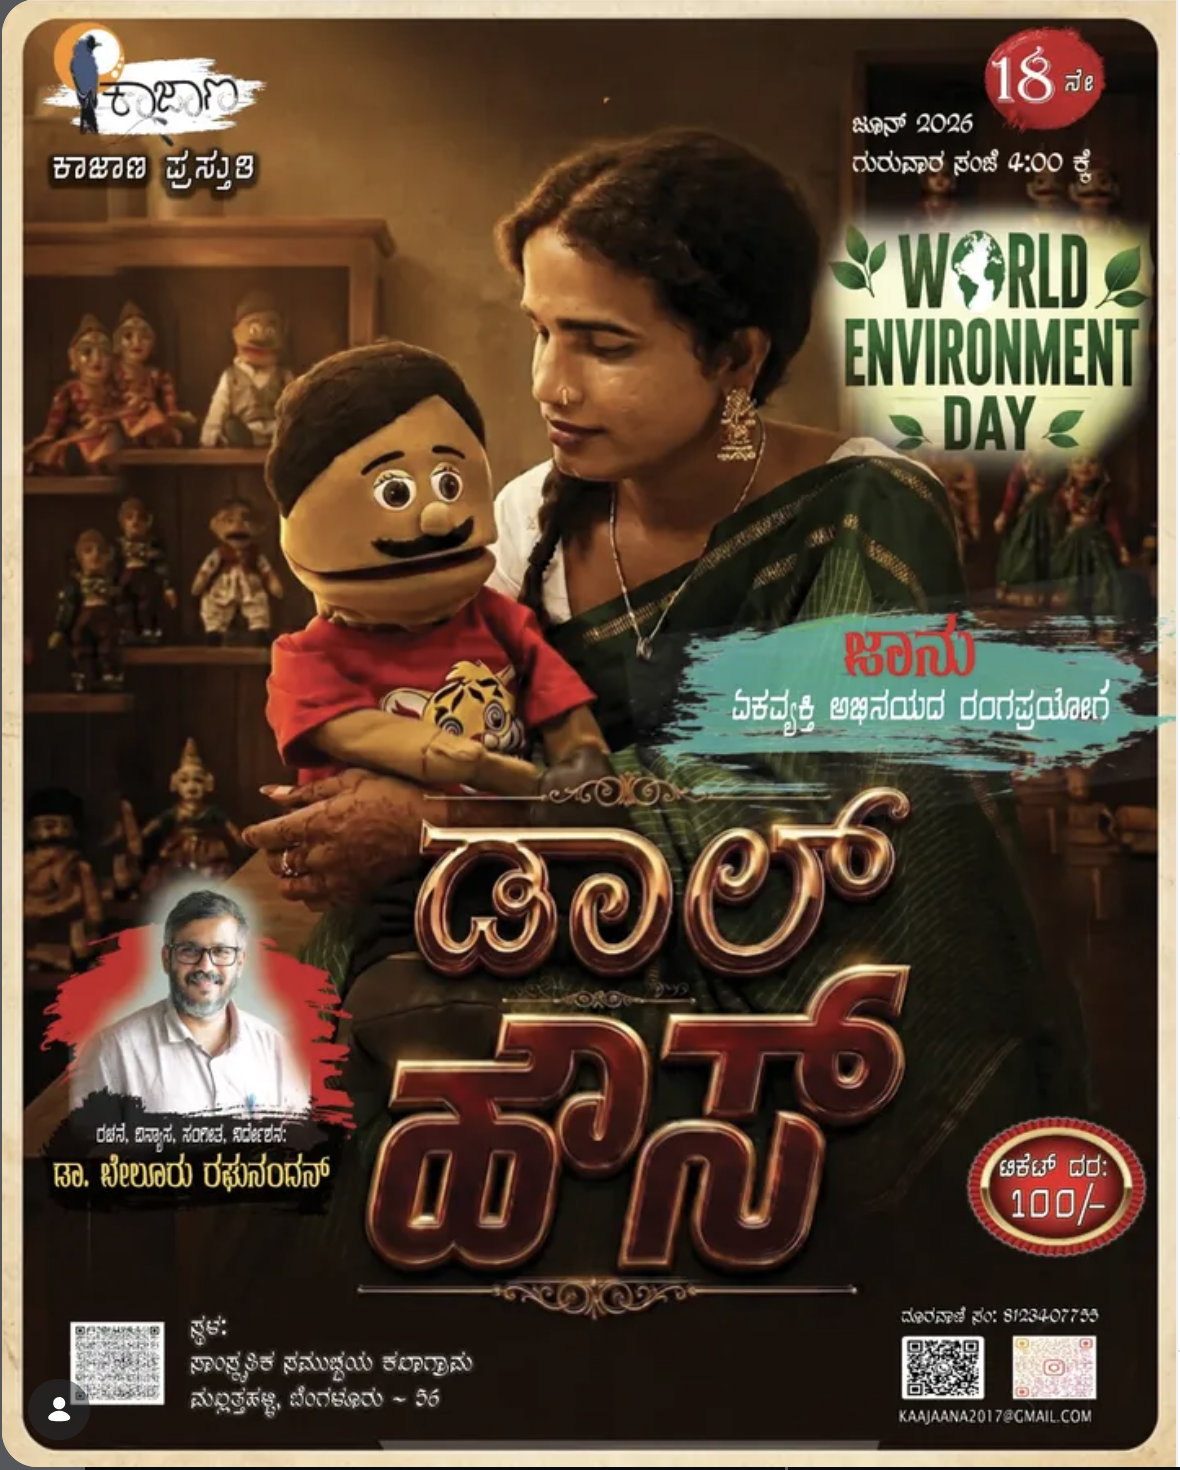 ಕಾಜಾಣ
ಕಾಜಾಣ ಪ್ರಸ್ತುತಿ
18 ನೇ
ಜೂನ್ 2026
ಗುರುವಾರ ಸಂಜೆ 4:00 ಕ್ಕೆ
WORLD
ENVIRONMENT
DAY
ಜಾನು
ಏಕವ್ಯಕ್ತಿ ಅಭಿನಯದ ರಂಗಪ್ರಯೋಗ
ಡಾಲ್
ಹೌಸ್
ರಚನೆ, ವಿನ್ಯಾಸ, ಸಂಗೀತ, ನಿರ್ದೇಶನ:
ಡಾ. ಬೇಲೂರು ರಘುನಂದನ್
ಟಿಕೆಟ್ ದರ:
100/-
ಸ್ಥಳ:
ಸಾಂಸ್ಕೃತಿಕ ಸಮುಚ್ಚಯ ಕಲಾಗ್ರಾಮ
ಮಲ್ಲತ್ತಹಳ್ಳಿ, ಬೆಂಗಳೂರು ~ 56
ದೂರವಾಣಿ ಸಂ: 8123407755
KAAJAANA2017@GMAIL.COM